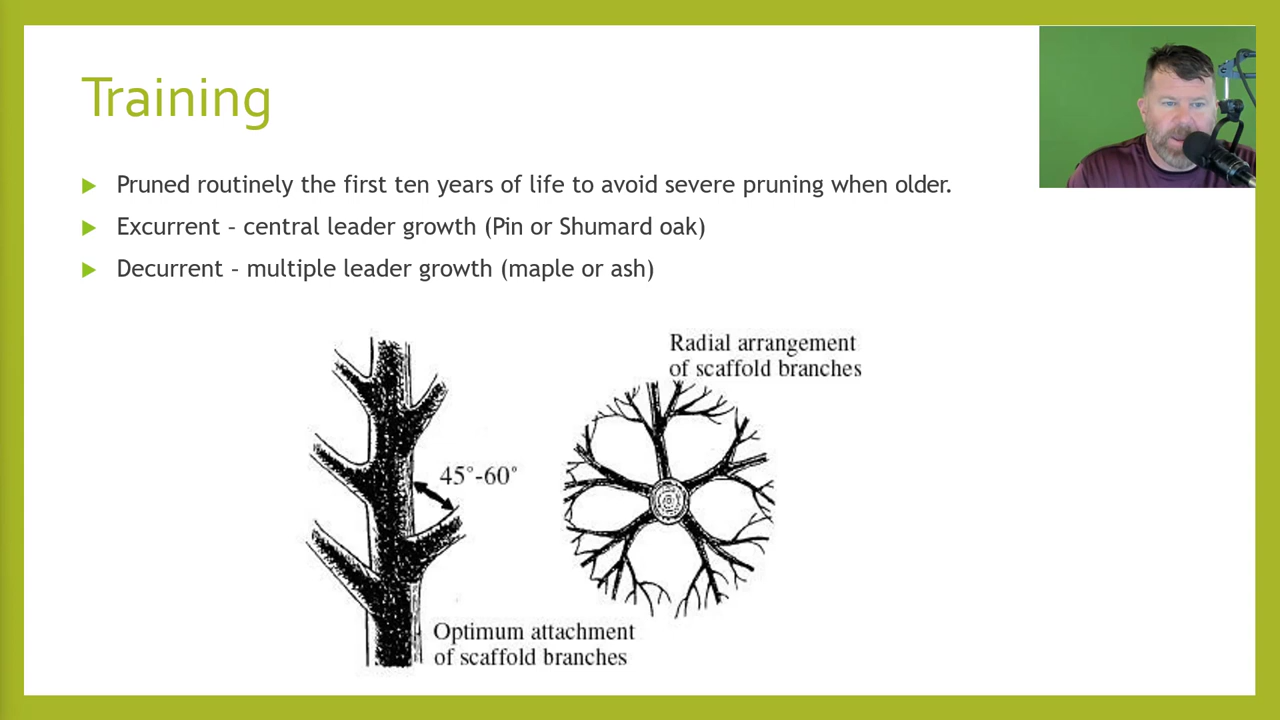 Training
Pruned routinely the first ten years of life to avoid severe pruning when older.
Excurrent – central leader growth (Pin or Shumard oak)
Decurrent – multiple leader growth (maple or ash)
Radial arrangement
of scaffold branches
45°-60°
Optimum attachment
of scaffold branches